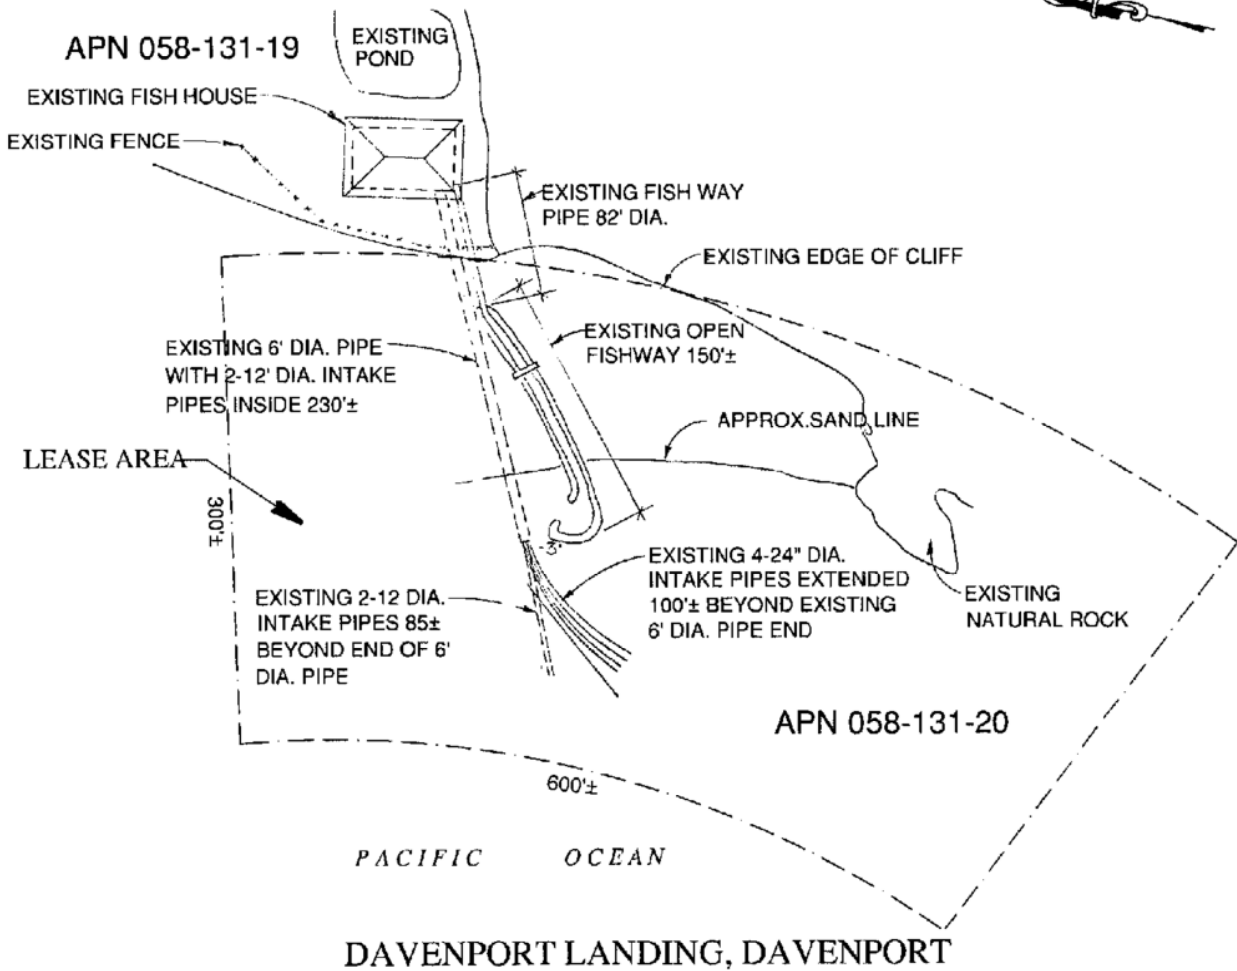 APN 058-131-19
EXISTING
POND
EXISTING FISH HOUSE
EXISTING FENCE
EXISTING FISH WAY
PIPE 82' DIA.
EXISTING EDGE OF CLIFF
EXISTING OPEN
FISHWAY 150'±
EXISTING 6' DIA. PIPE
WITH 2-12' DIA. INTAKE
PIPES INSIDE 230'±
APPROX.SAND LINE
LEASE AREA
300'±
3'
EXISTING 4-24" DIA.
INTAKE PIPES EXTENDED
100'± BEYOND EXISTING
6' DIA. PIPE END
EXISTING
NATURAL ROCK
EXISTING 2-12 DIA.
INTAKE PIPES 85±
BEYOND END OF 6'
DIA. PIPE
APN 058-131-20
600'±
PACIFIC OCEAN
DAVENPORT LANDING, DAVENPORT